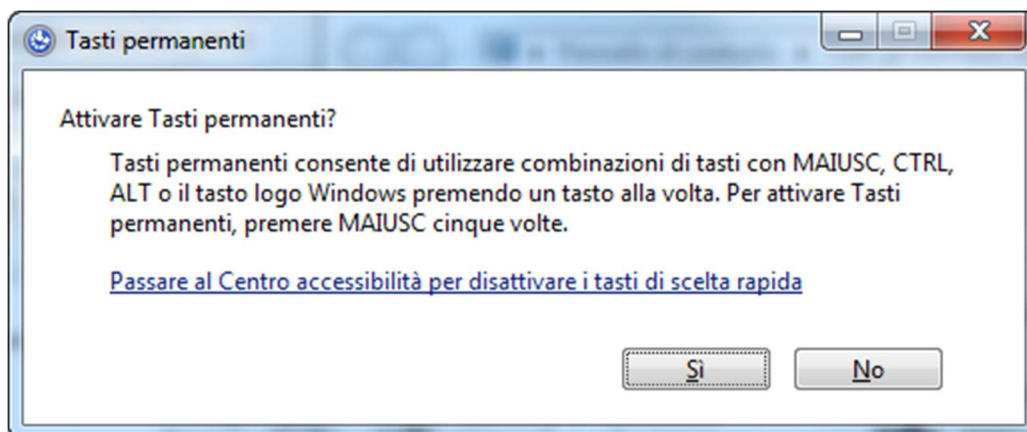 Tasti permanenti
Attivare Tasti permanenti?
Tasti permanenti consente di utilizzare combinazioni di tasti con MAIUSC, CTRL,
ALT o il tasto logo Windows premendo un tasto alla volta. Per attivare Tasti
permanenti, premere MAIUSC cinque volte.
Passare al Centro accessibilità per disattivare i tasti di scelta rapida
Sì
No